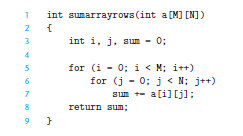 1 int sumarrayrows(int a[M][N])
2 {
3 int i, j, sum = 0;
4
5 for (i = 0; i < M; i++)
6 for (j = 0; j < N; j++)
7 sum += a[i][j];
8 return sum;
9 }